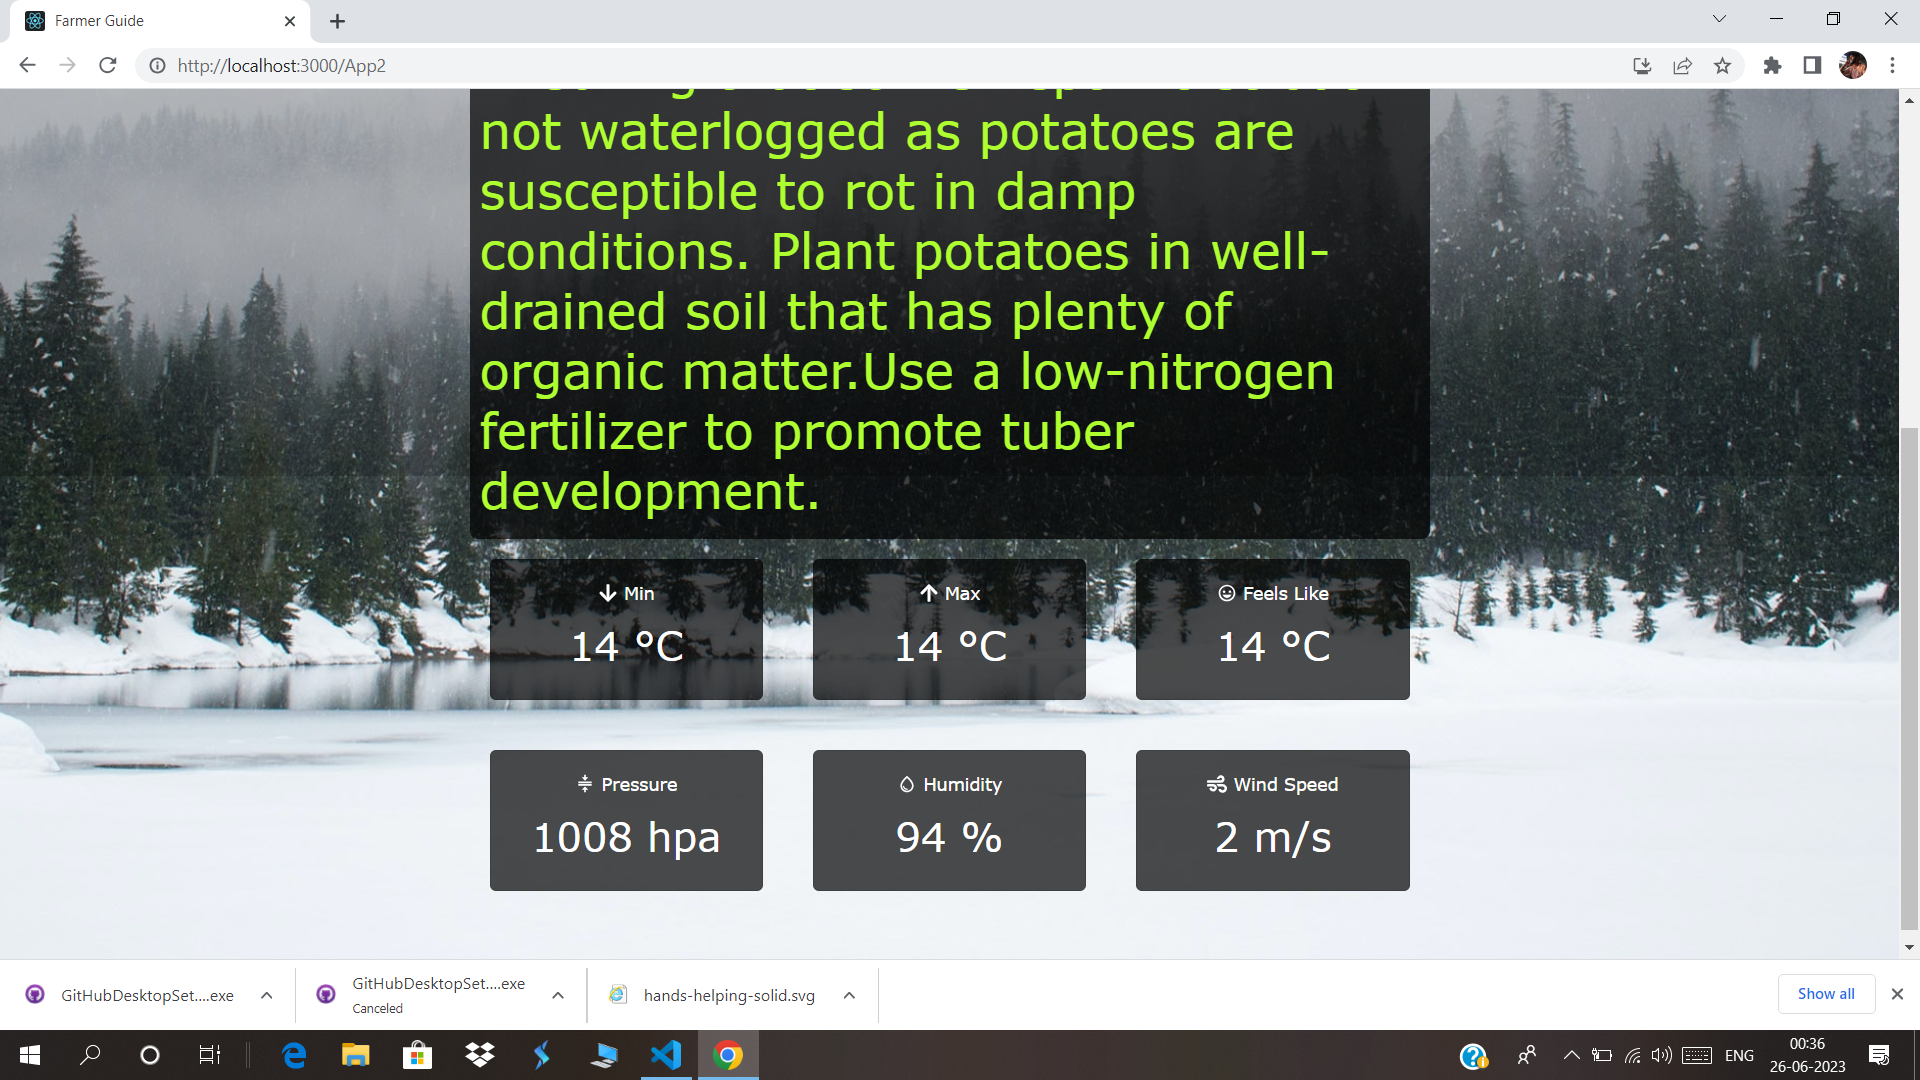 Farmer Guide
http://localhost:3000/App2
not waterlogged as potatoes are
susceptible to rot in damp
conditions. Plant potatoes in well-
drained soil that has plenty of
organic matter.Use a low-nitrogen
fertilizer to promote tuber
development.
Min
14 °C
Max
14 °C
Feels Like
14 °C
Pressure
1008 hpa
Humidity
94 %
Wind Speed
2 m/s
GitHubDesktopSet....exe
GitHubDesktopSet....exe
Canceled
hands-helping-solid.svg
Show all
ENG
00:36
26-06-2023